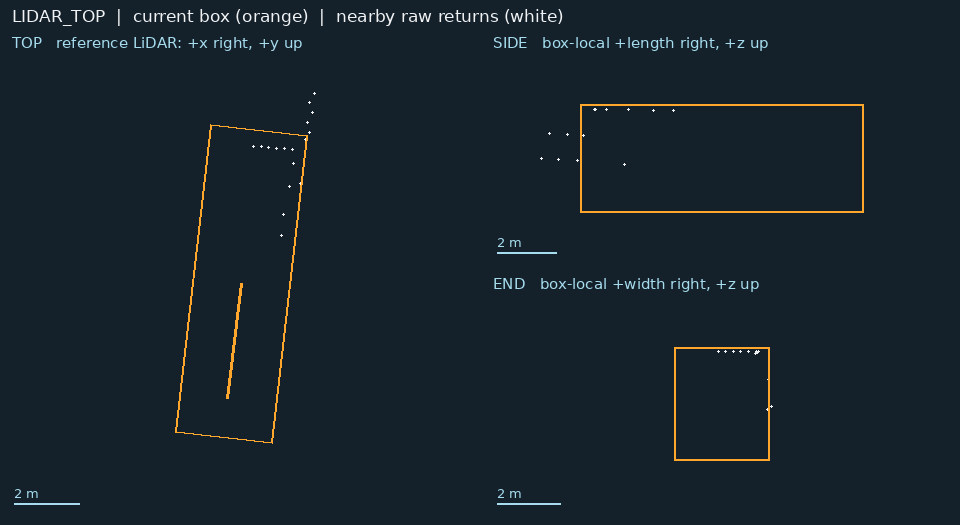 LIDAR_TOP | current box (orange) | nearby raw returns (white)
TOP reference LiDAR: +x right, +y up
SIDE box-local +length right, +z up
2 m
END box-local +width right, +z up
2 m
2 m